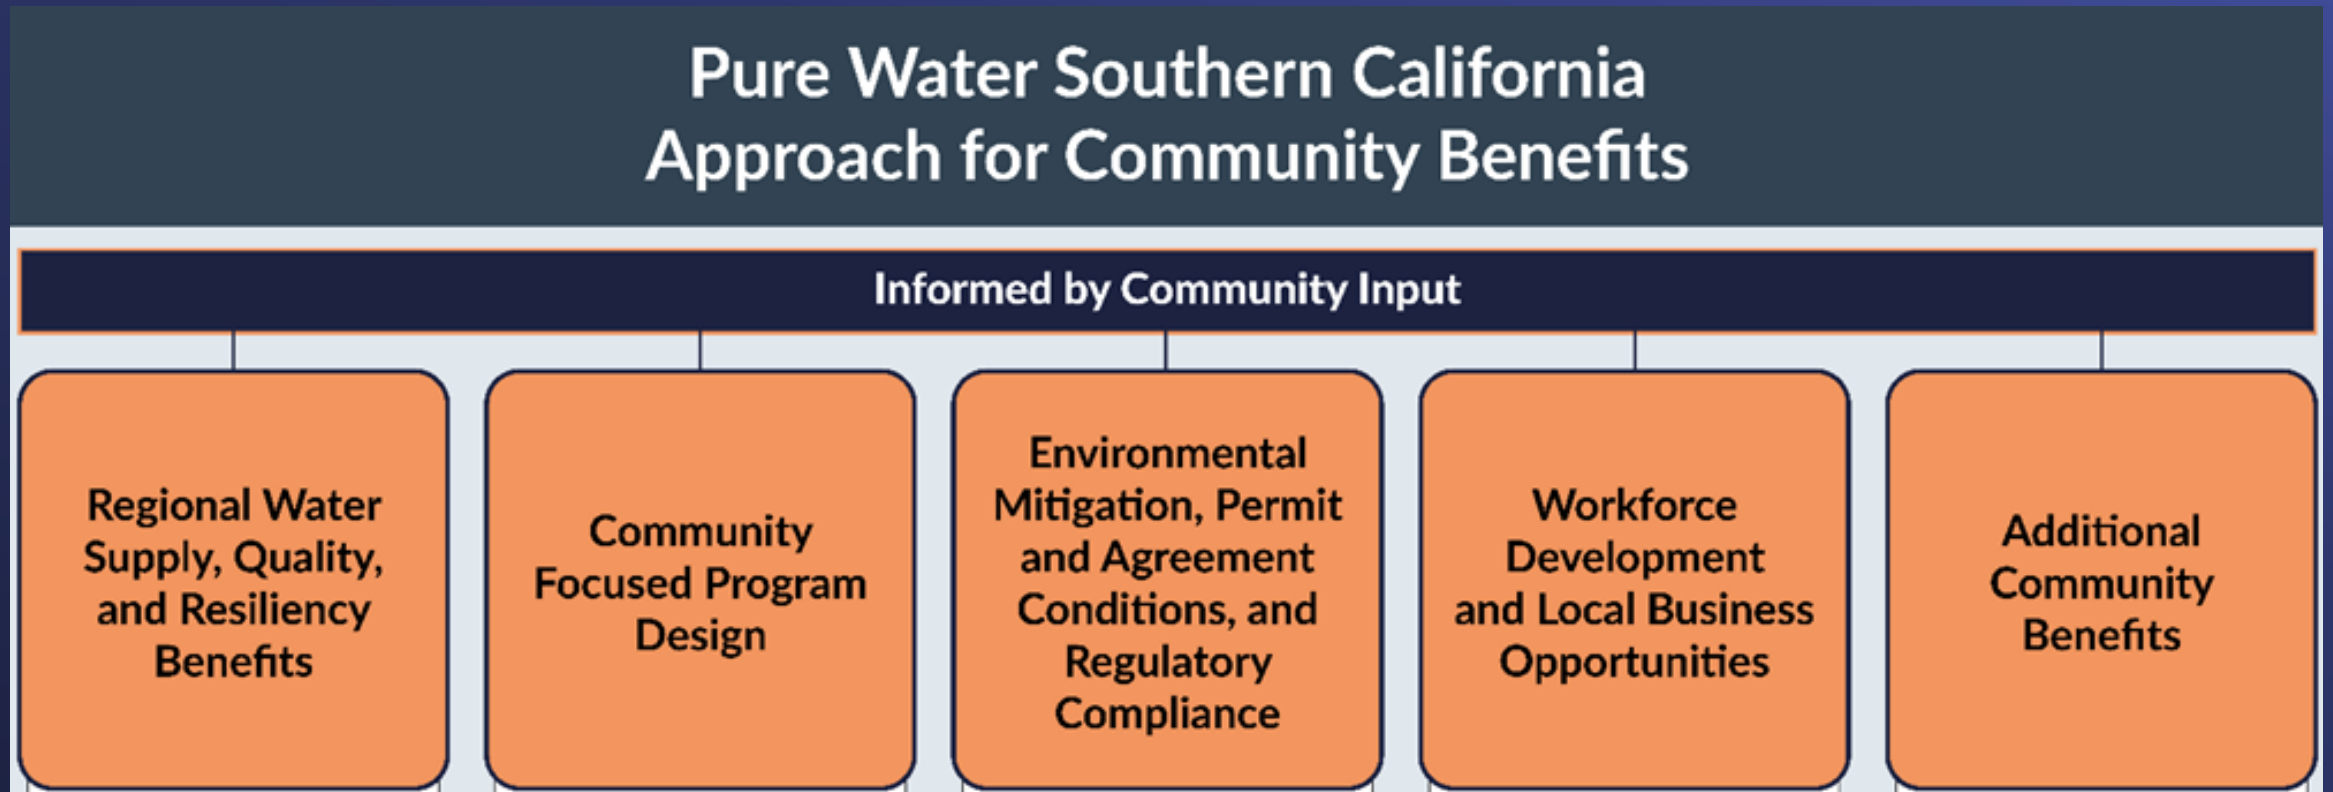 Pure Water Southern California
Approach for Community Benefits
Informed by Community Input
Regional Water
Supply, Quality,
and Resiliency
Benefits
Community
Focused Program
Design
Environmental
Mitigation, Permit
and Agreement
Conditions, and
Regulatory
Compliance
Workforce
Development
and Local Business
Opportunities
Additional
Community
Benefits